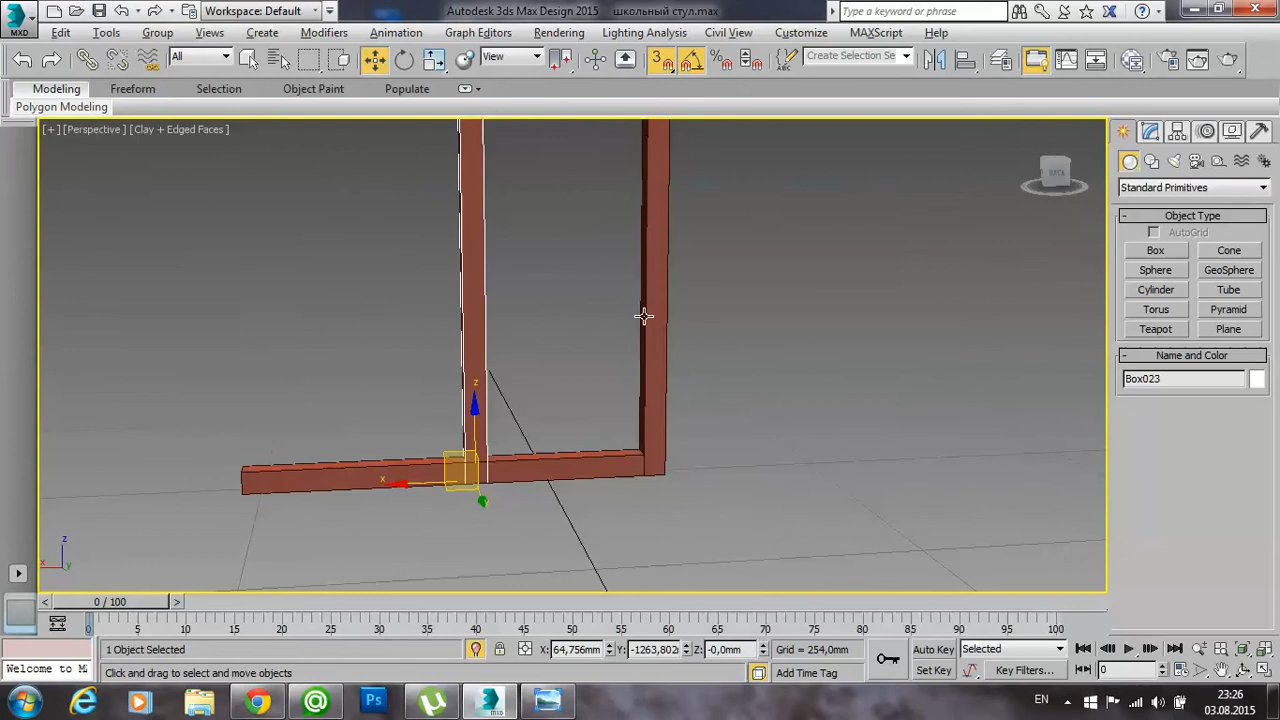 MXD
Workspace: Default
Autodesk 3ds Max Design 2015 школьный стул.max
Type a keyword or phrase
Edit Tools Group Views Create Modifiers Animation Graph Editors Rendering Lighting Analysis Civil View Customize MAXScript Help
All View 3 % Create Selection Se
Modeling Freeform Selection Object Paint Populate
Polygon Modeling
[+] [Perspective] [Clay + Edged Faces]
BACK
Standard Primitives
- Object Type
AutoGrid
Box Cone
Sphere GeoSphere
Cylinder Tube
Torus Pyramid
Teapot Plane
- Name and Color
Box023
z
x
z
x y
< 0 / 100 >
0 5 10 15 20 25 30 35 40 45 50 55 60 65 70 75 80 85 90 95 100
1 Object Selected X: 64,756mm Y: -1263,802 Z: -0,0mm Grid = 254,0mm Auto Key Selected
Welcome to M Click and drag to select and move objects Add Time Tag Set Key Key Filters... 0
Ps MXD EN 23:26
03.08.2015